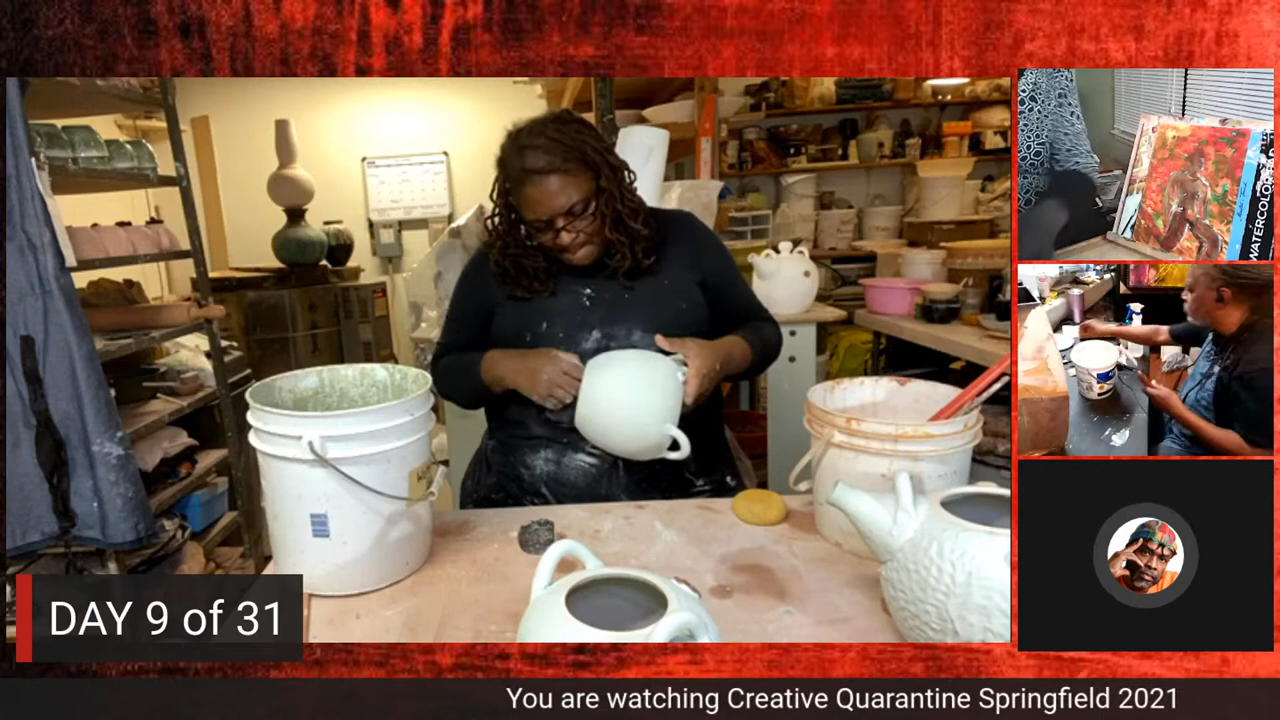 WATERCOLOR
DAY 9 of 31
You are watching Creative Quarantine Springfield 2021